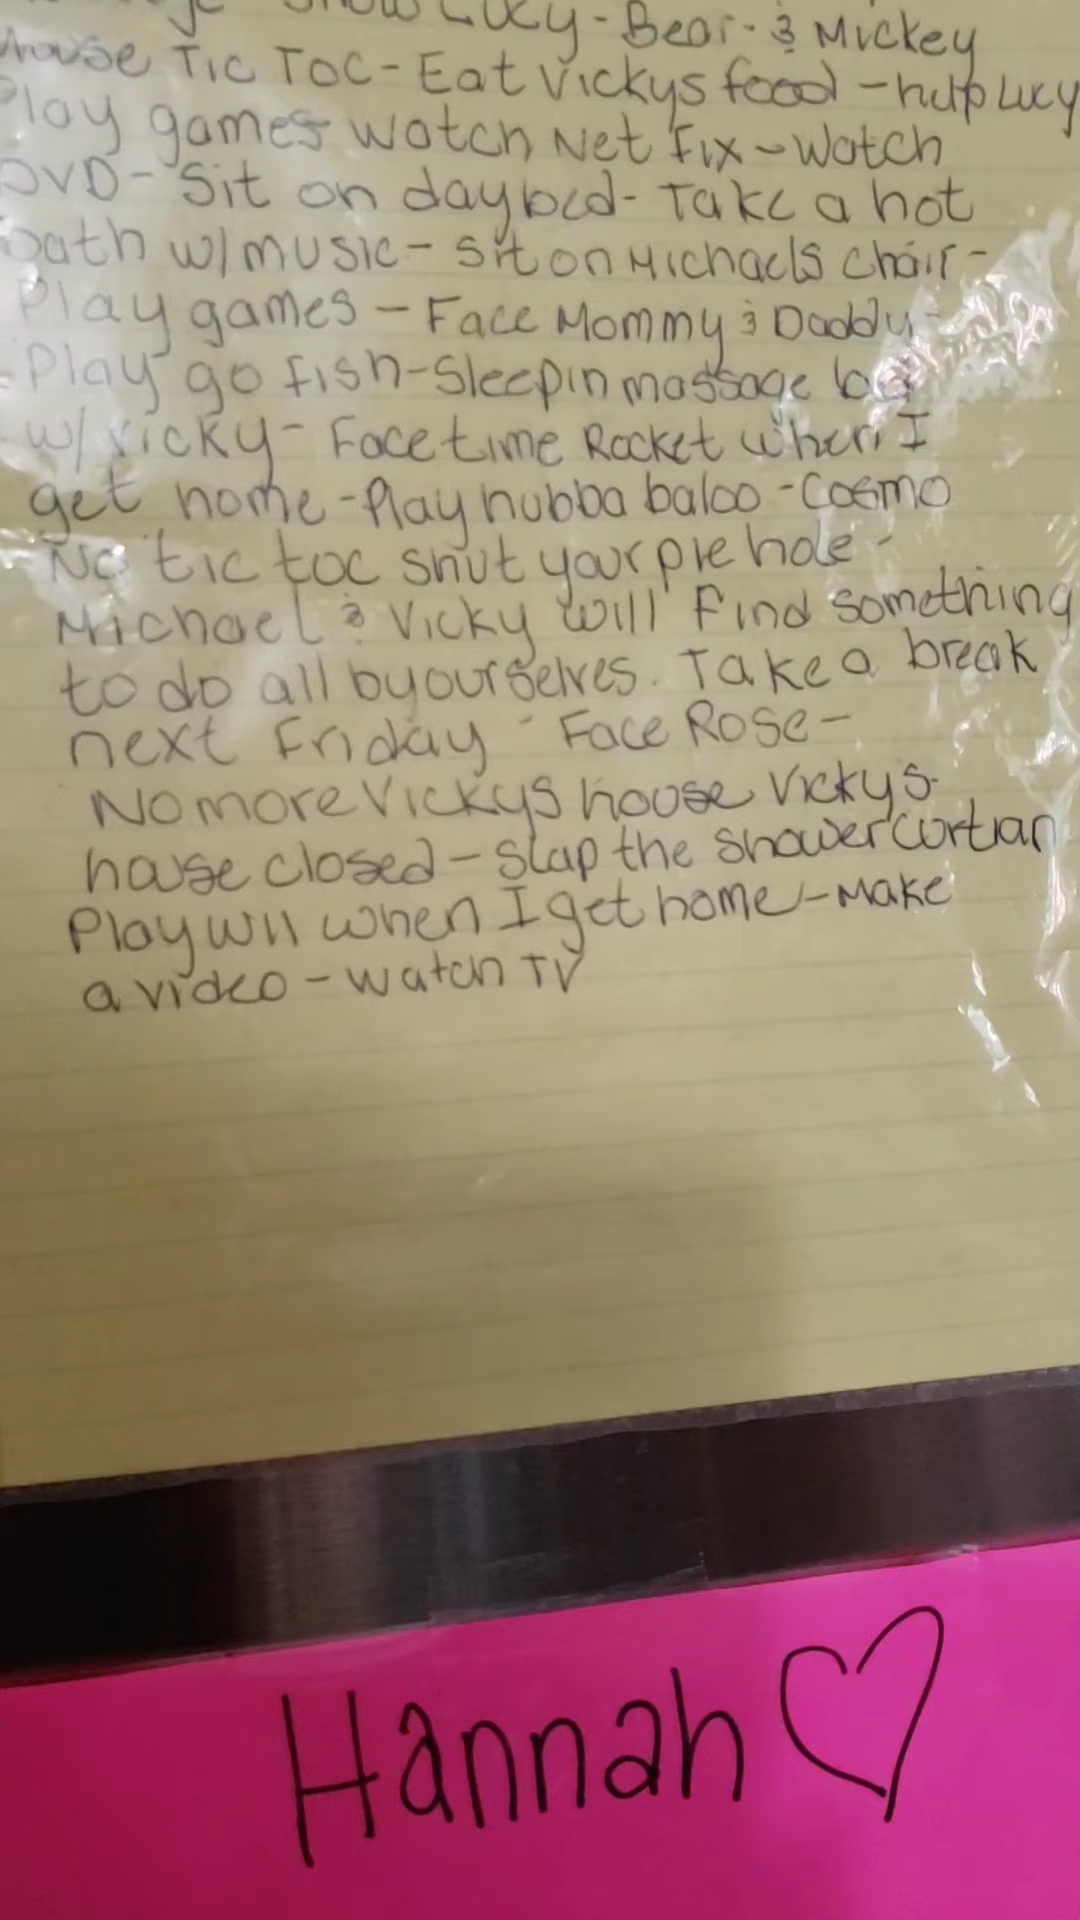 Show Lucy - Bear - & Mickey
Mouse Tic Toc - Eat Vickys food - help Lucy
Play games watch Net Fix - Watch
DVD - Sit on daybed - Take a hot
bath w/ music - sit on Michaels chair -
Play games - Face Mommy & Daddy -
- Play go fish - Sleep in massage bed
w/ Vicky - Facetime Rocket when I
get home - Play hubba baloo - Cosmo
No tic toc shut your pie hole -
Michael & Vicky will find something
to do all by ourselves. Take a break
next Friday - Face Rose -
No more Vickys house Vickys
house closed - slap the shower curtian
Play wii when I get home - Make
a video - watch TV
Hannah ♡